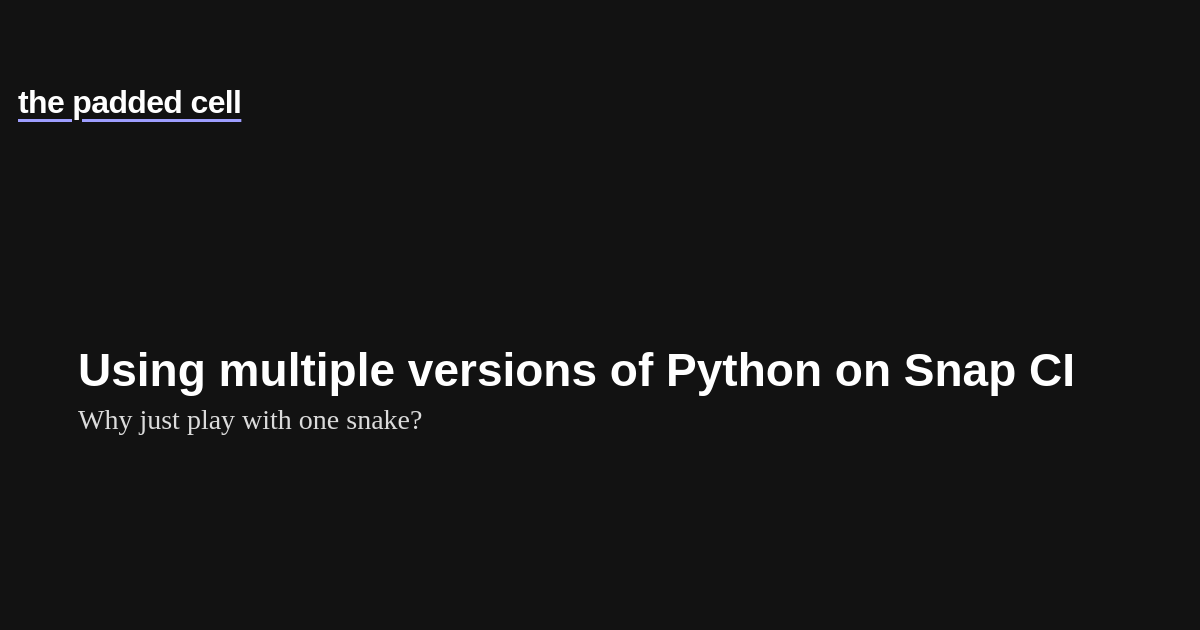 the padded cell
Using multiple versions of Python on Snap CI
Why just play with one snake?